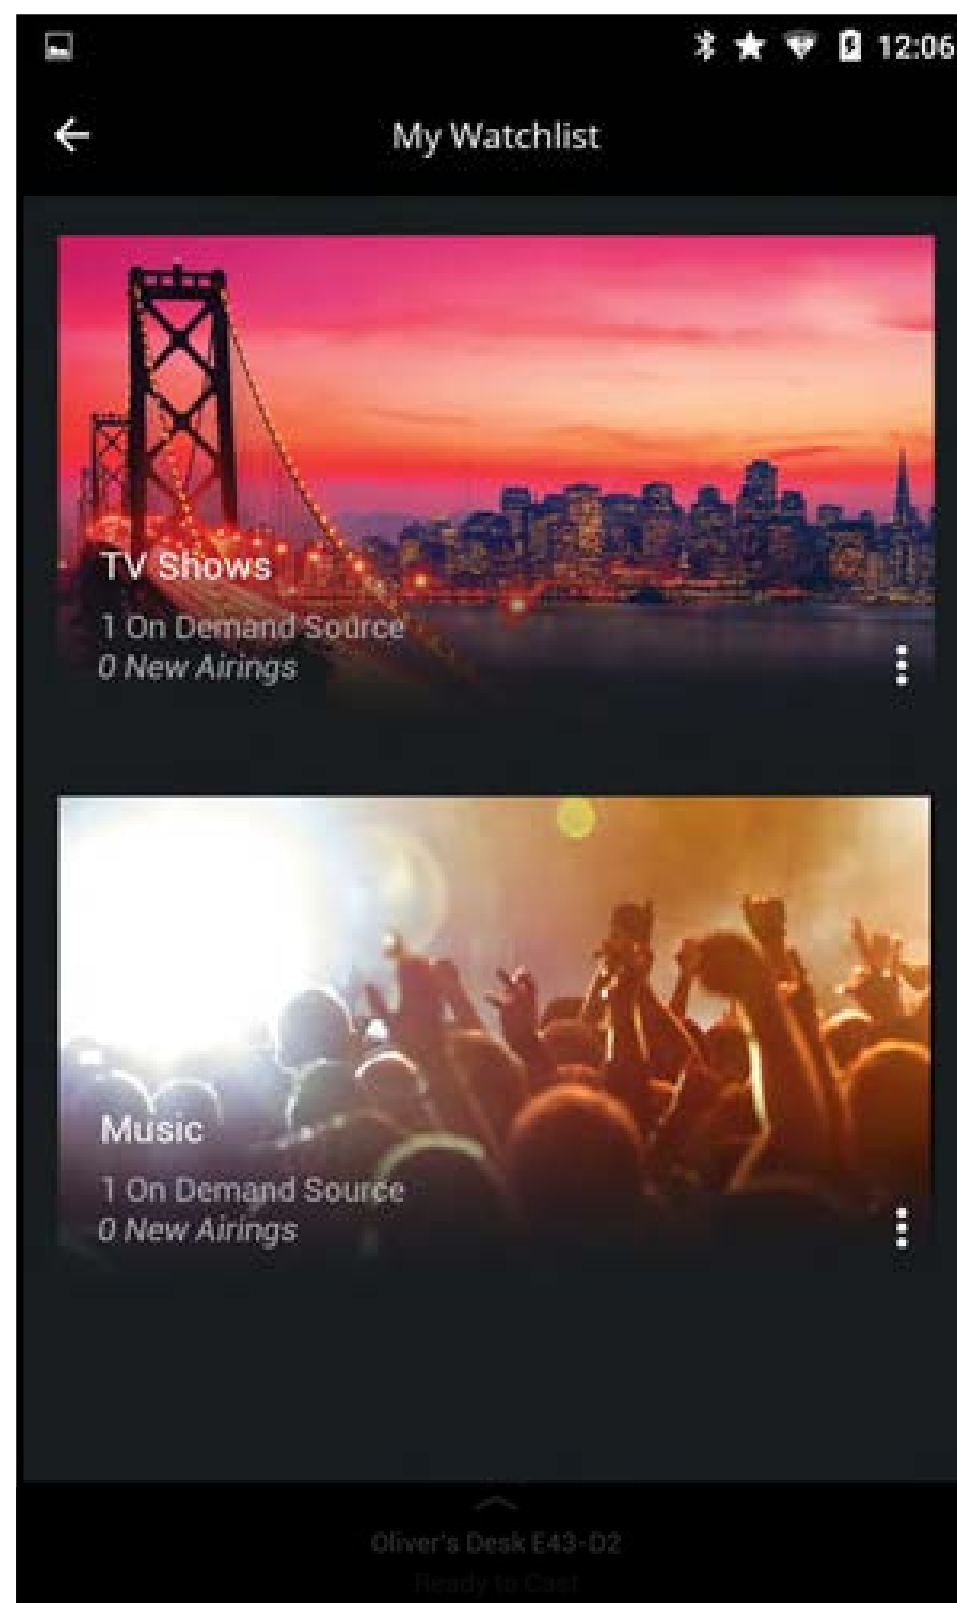 12:06
My Watchlist
TV Shows
1 On Demand Source
0 New Airings
Music
1 On Demand Source
0 New Airings
Oliver's Desk E43-D2
Ready to Cast